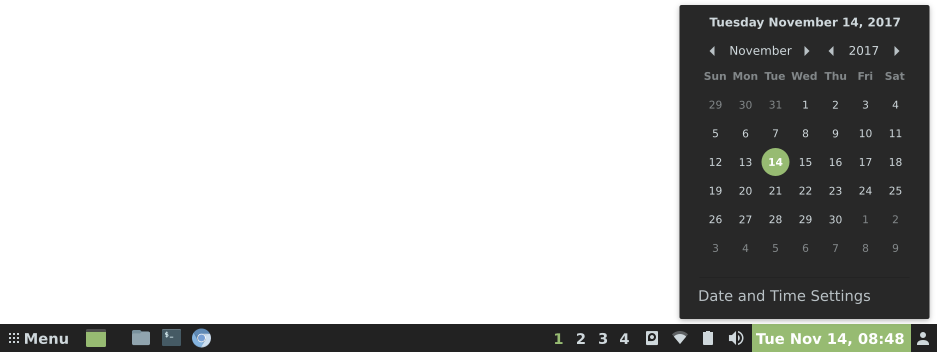 Tuesday November 14, 2017
November 2017
Sun Mon Tue Wed Thu Fri Sat
29 30 31 1 2 3 4
5 6 7 8 9 10 11
12 13 14 15 16 17 18
19 20 21 22 23 24 25
26 27 28 29 30 1 2
3 4 5 6 7 8 9
Date and Time Settings
Menu $_ 1 2 3 4 Tue Nov 14, 08:48